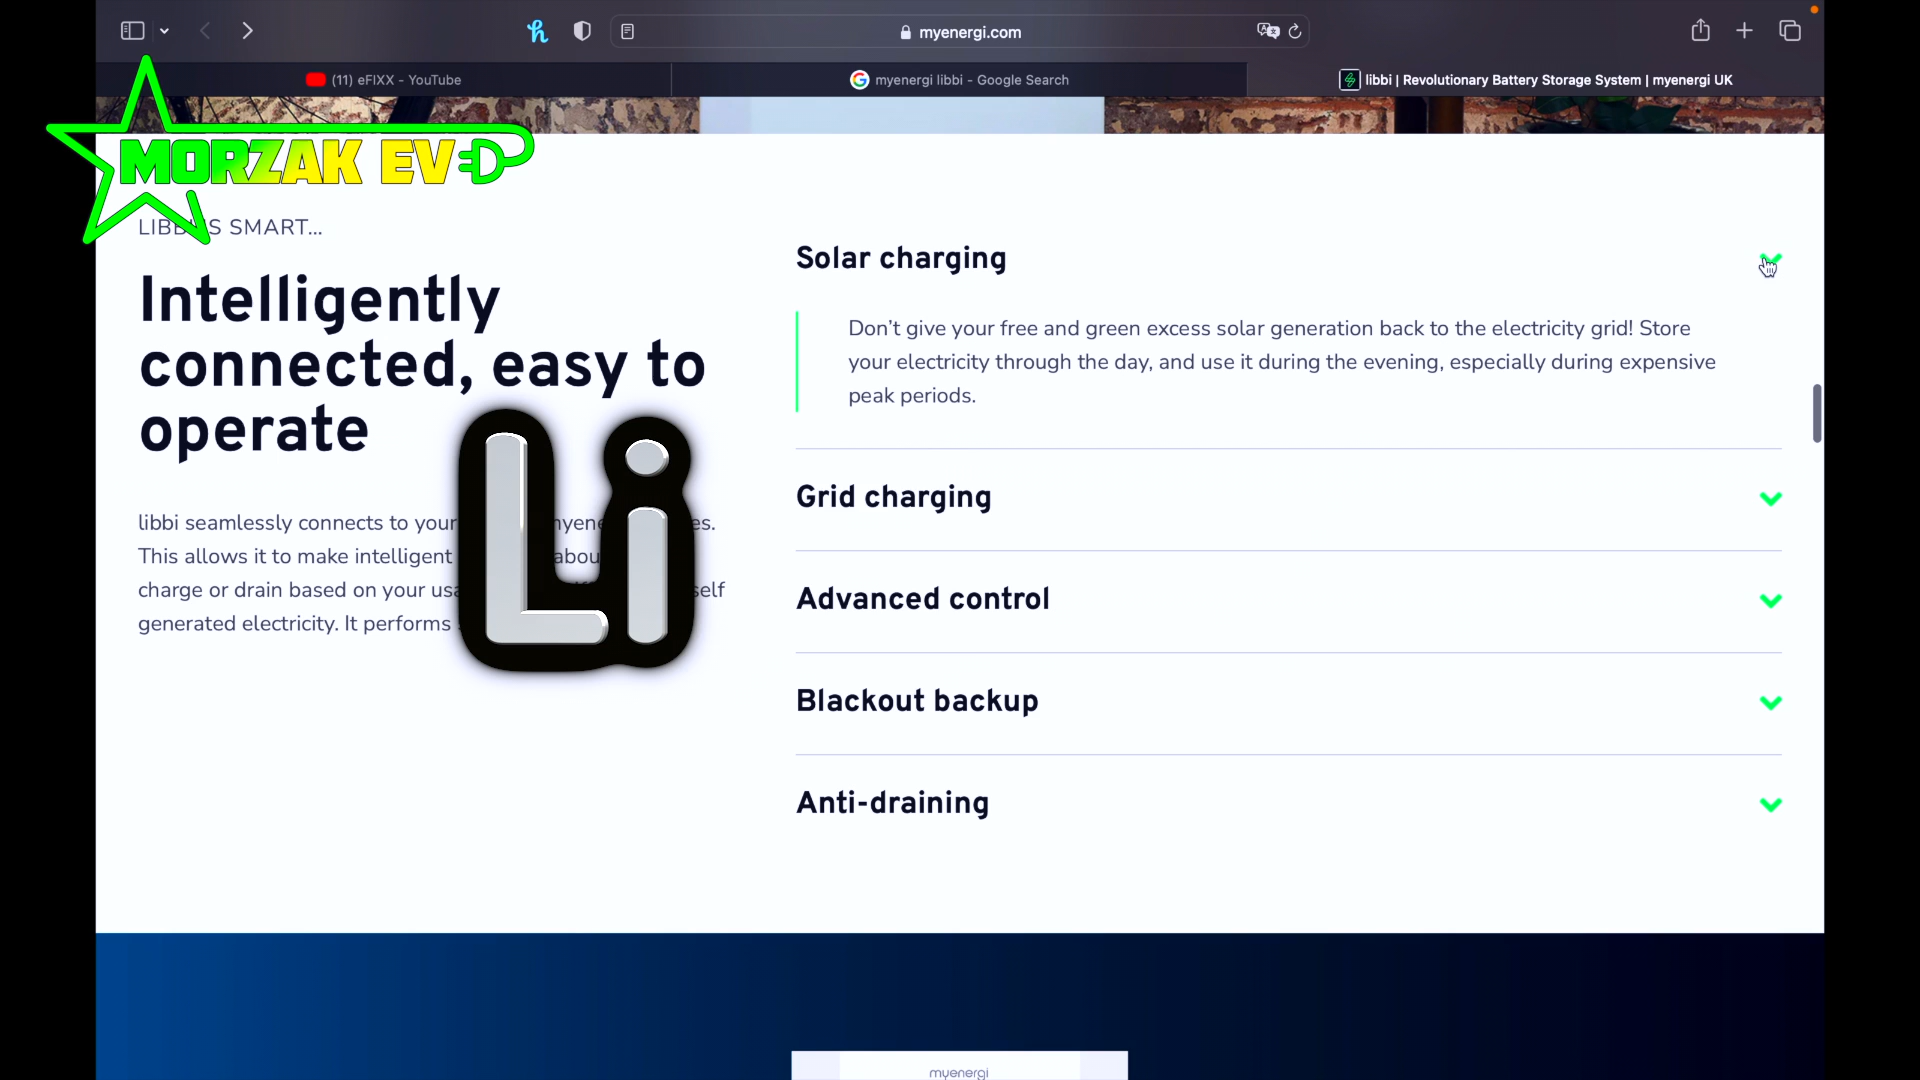 myenergi.com
(11) eFIXX - YouTube
myenergi libbi - Google Search
libbi | Revolutionary Battery Storage System | myenergi UK
MORZAK EV
LIBBI IS SMART...
Intelligently
connected, easy to
operate
libbi seamlessly connects to your
This allows it to make intelligent
charge or drain based on your self
generated electricity. It performs
Li
Solar charging
Don't give your free and green excess solar generation back to the electricity grid! Store
your electricity through the day, and use it during the evening, especially during expensive
peak periods.
Grid charging
Advanced control
Blackout backup
Anti-draining
myenergi